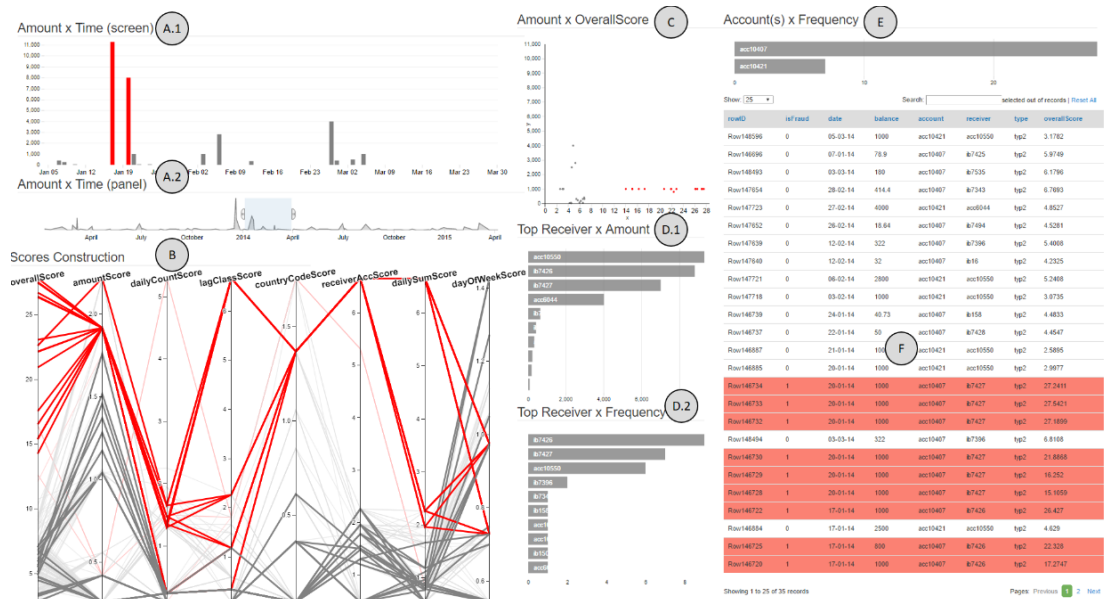 Amount x Time (screen) A.1
11,000
10,000
9,000
8,000
7,000
6,000
5,000
4,000
3,000
2,000
1,000
0
Jan 05 Jan 12 Jan 19 Jan 26 Feb 02 Feb 09 Feb 16 Feb 23 Mar 02 Mar 09 Mar 16 Mar 23 Mar 30
Amount x Time (panel) A.2
April July October 2014 April July October 2015 April
Scores Construction B
overallScore amountScore dailyCountScore lagClassScore countryCodeScore receiverAccScore dailySumScore dayOfWeekScore
Amount x OverallScore C
11,000
10,000
9,000
8,000
7,000
6,000
5,000
4,000
3,000
2,000
1,000
0
0 2 4 6 8 10 12 14 16 18 20 22 24 26 28
x
Top Receiver x Amount D.1
acc10550
ib7426
ib7427
acc6044
0 2,000 4,000 6,000
Top Receiver x Frequency D.2
ib7426
ib7427
acc10550
ib7396
0 2 4 6 8
Account(s) x Frequency E
acc10407
acc10421
0 10 20
Show: 25 Search: selected out of records | Reset All
rowID isFraud date balance account receiver type overallScore
Row148596 0 05-03-14 1000 acc10421 acc10550 typ2 3.1782
Row146696 0 07-01-14 78.9 acc10407 ib7425 typ2 5.9749
Row148493 0 03-03-14 180 acc10407 ib7535 typ2 6.1796
Row147654 0 28-02-14 414.4 acc10407 ib7343 typ2 6.7693
Row147723 0 27-02-14 4000 acc10407 acc6044 typ2 4.8527
Row147652 0 26-02-14 18.64 acc10407 ib7494 typ2 4.5281
Row147639 0 12-02-14 322 acc10407 ib7396 typ2 5.4068
Row147640 0 12-02-14 32 acc10407 ib16 typ2 4.2325
Row147721 0 06-02-14 2800 acc10421 acc10550 typ2 5.2408
Row147718 0 03-02-14 1000 acc10421 acc10550 typ2 3.8735
Row146739 0 24-01-14 40.73 acc10407 ib158 typ2 4.4833
Row146737 0 22-01-14 50 acc10407 ib7428 typ2 4.4547
Row146887 0 21-01-14 F acc10421 acc10550 typ2 2.5895
Row146885 0 20-01-14 1000 acc10421 acc10550 typ2 2.9977
Row146734 1 20-01-14 1000 acc10407 ib7427 typ2 27.2411
Row146733 1 20-01-14 1000 acc10407 ib7427 typ2 27.5421
Row146732 1 20-01-14 1000 acc10407 ib7427 typ2 27.1899
Row148494 0 03-03-14 322 acc10407 ib7396 typ2 6.8168
Row146730 1 20-01-14 1000 acc10407 ib7427 typ2 21.8868
Row146729 1 20-01-14 1000 acc10407 ib7427 typ2 19.252
Row146728 1 20-01-14 1000 acc10407 ib7427 typ2 15.1659
Row146722 1 17-01-14 1000 acc10407 ib7426 typ2 26.427
Row146884 0 17-01-14 2500 acc10421 acc10550 typ2 4.629
Row146725 1 17-01-14 800 acc10407 ib7426 typ2 22.328
Row146720 1 17-01-14 1000 acc10407 ib7426 typ2 17.2747
Showing 1 to 25 of 35 records Pages Previous 1 2 Next